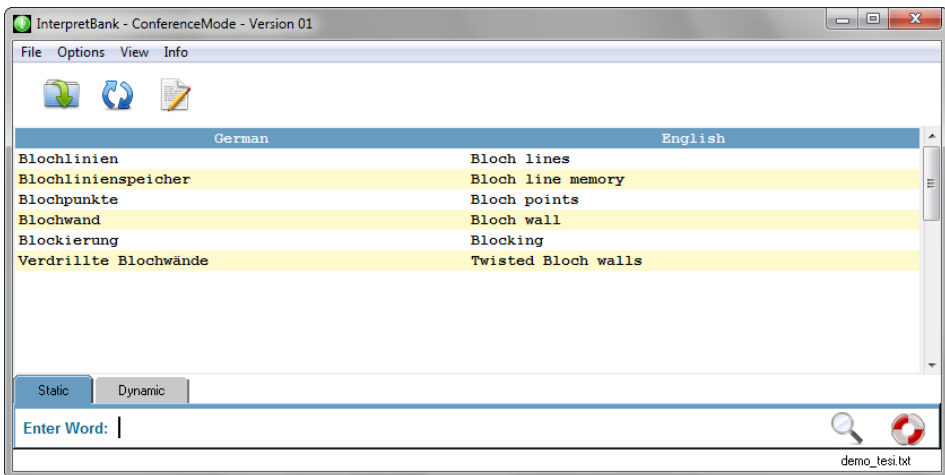 InterpretBank - ConferenceMode - Version 01
File Options View Info
German English
Blochlinien Bloch lines
Blochlinienspeicher Bloch line memory
Blochpunkte Bloch points
Blochwand Bloch wall
Blockierung Blocking
Verdrillte Blochwände Twisted Bloch walls
Static Dynamic
Enter Word:
demo_tesi.txt